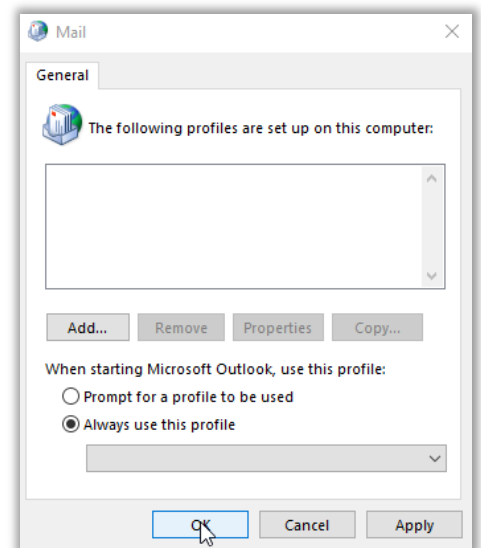 Mail
General
The following profiles are set up on this computer:
Add... Remove Properties Copy...
When starting Microsoft Outlook, use this profile:
Prompt for a profile to be used
Always use this profile
OK Cancel Apply